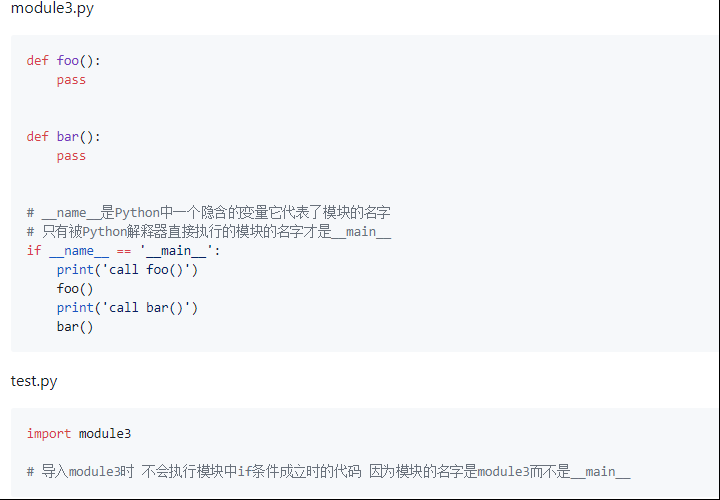 module3.py
def foo():
    pass
def bar():
    pass
# __name__是Python中一个隐含的变量它代表了模块的名字
# 只有被Python解释器直接执行的模块的名字才是__main__
if __name__ == '__main__':
    print('call foo()')
    foo()
    print('call bar()')
    bar()
test.py
import module3
# 导入module3时 不会执行模块中if条件成立时的代码 因为模块的名字是module3而不是__main__